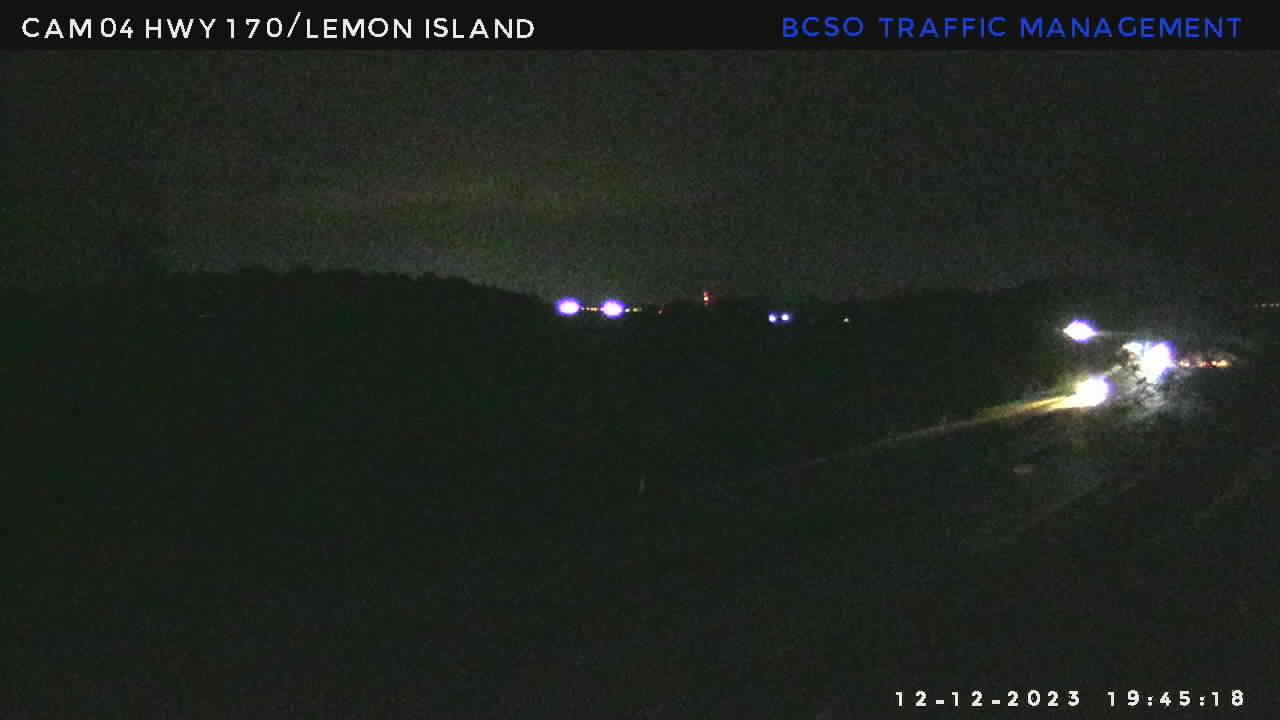 CAM04 HWY 170/LEMON ISLAND
BCSO TRAFFIC MANAGEMENT
12-12-2023 19:45:18